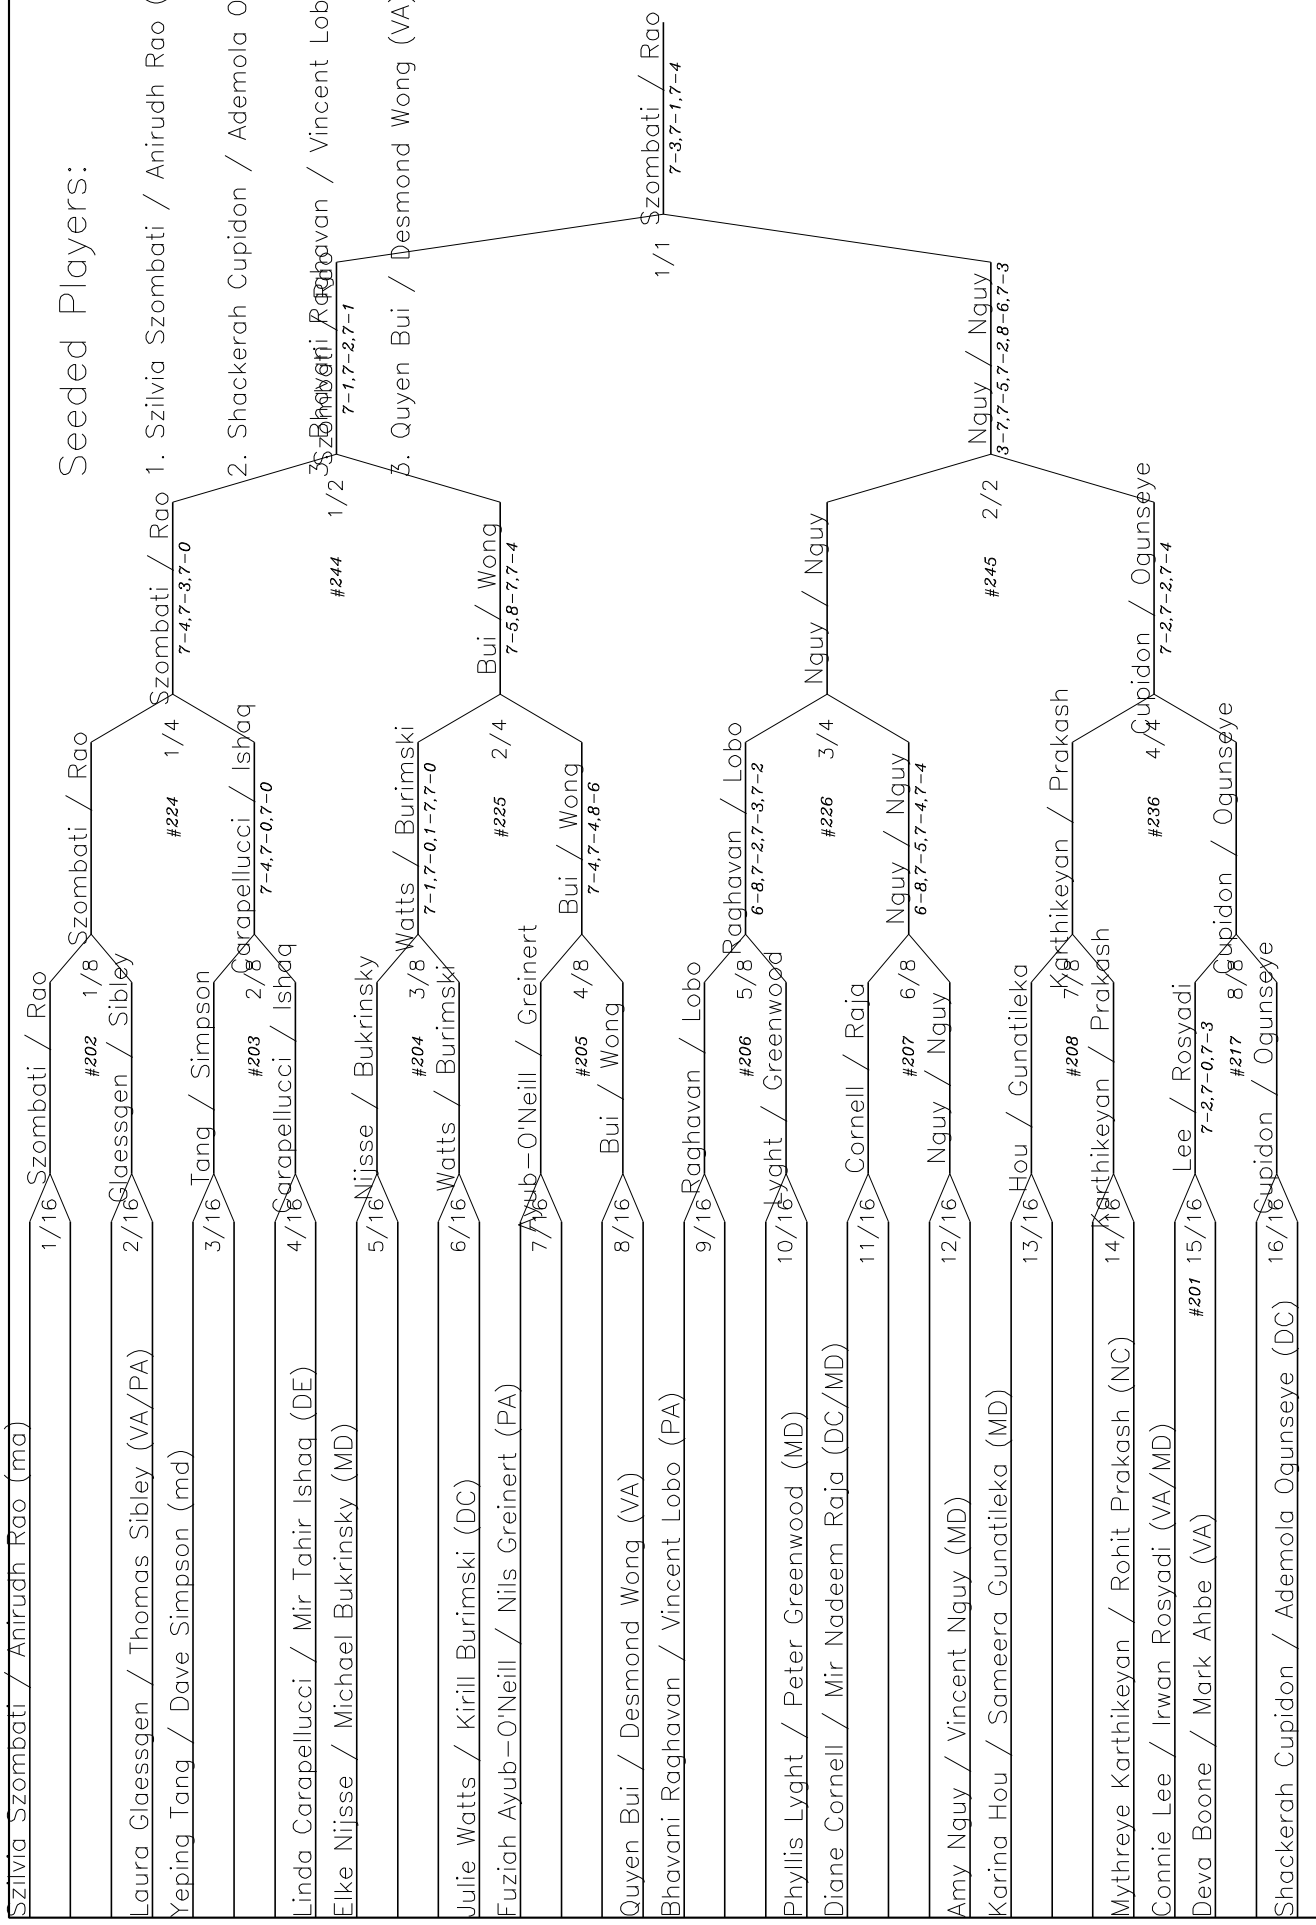 Seeded Players:
1. Szilvia Szombati / Anirudh Rao (
2. Shackerah Cupidon / Ademola O
3. Bhavani Raghavan / Vincent Lob
3. Quyen Bui / Desmond Wong (VA)
Szilvia Szombati / Anirudh Rao (md)
Laura Glaessgen / Thomas Sibley (VA/PA)
Yeping Tang / Dave Simpson (md)
Linda Carapellucci / Mir Tahir Ishaq (DE)
Elke Nijsse / Michael Bukrinsky (MD)
Julie Watts / Kirill Burimski (DC)
Fuziah Ayub-O'Neill / Nils Greinert (PA)
Quyen Bui / Desmond Wong (VA)
Bhavani Raghavan / Vincent Lobo (PA)
Phyllis Lyght / Peter Greenwood (MD)
Diane Cornell / Mir Nadeem Raja (DC/MD)
Amy Nguy / Vincent Nguy (MD)
Karina Hou / Sameera Gunatileka (MD)
Mythreye Karthikeyan / Rohit Prakash (NC)
Connie Lee / Irwan Rosyadi (VA/MD)
Deva Boone / Mark Ahbe (VA)
Shackerah Cupidon / Ademola Ogunseye (DC)
1/16
2/16
3/16
4/16
5/16
6/16
7/16
8/16
9/16
10/16
11/16
12/16
13/16
14/16
#201 15/16
16/16
Szombati / Rao
Glaessgen / Sibley
Tang / Simpson
Carapellucci / Ishaq
Nijsse / Bukrinsky
Watts / Burimski
Ayub-O'Neill / Greinert
Bui / Wong
Raghavan / Lobo
Lyght / Greenwood
Cornell / Raja
Nguy / Nguy
Hou / Gunatileka
Karthikeyan / Prakash
Lee / Rosyadi
7-2,7-0,7-3
Cupidon / Ogunseye
#202 1/8
#203 2/8
#204 3/8
#205 4/8
#206 5/8
#207 6/8
#208 7/8
#217 8/8
Szombati / Rao
Carapellucci / Ishaq
7-4,7-0,7-0
Watts / Burimski
7-1,7-0,1-7,7-0
Bui / Wong
7-4,7-4,8-6
Raghavan / Lobo
6-8,7-2,7-3,7-2
Nguy / Nguy
6-8,7-5,7-4,7-4
Karthikeyan / Prakash
Cupidon / Ogunseye
#224 1/4
#225 2/4
#226 3/4
#236 4/4
Szombati / Rao
7-4,7-3,7-0
Bui / Wong
7-5,8-7,7-4
Nguy / Nguy
Cupidon / Ogunseye
7-2,7-2,7-4
#244 1/2
#245 2/2
Szombati / Rao
7-1,7-2,7-1
Nguy / Nguy
3-7,7-5,7-2,8-6,7-3
1/1
Szombati / Rao
7-3,7-1,7-4